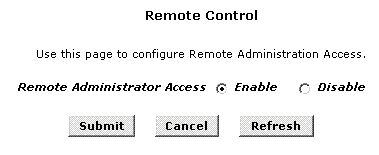 Remote Control
Use this page to configure Remote Administration Access.
Remote Administrator Access Enable Disable
Submit Cancel Refresh